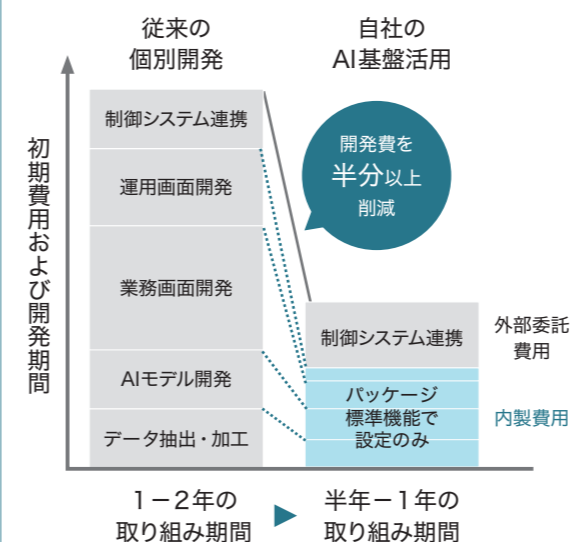 従来の
個別開発
自社の
AI基盤活用
初期費用および開発期間
制御システム連携
運用画面開発
業務画面開発
AIモデル開発
データ抽出・加工
開発費を
半分以上
削減
制御システム連携
パッケージ
標準機能で
設定のみ
外部委託
費用
内製費用
1−2年の
取り組み期間
半年−1年の
取り組み期間